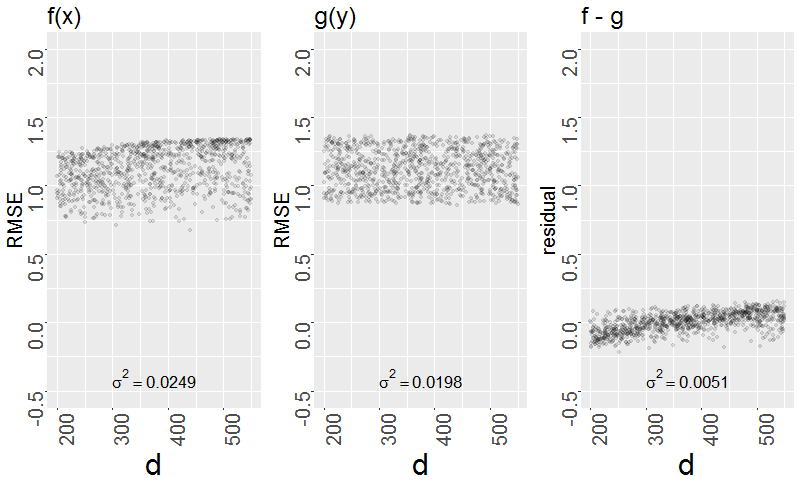 f(x)
RMSE
2.0
1.5
1.0
0.5
0.0
-0.5
σ² = 0.0249
200
300
400
500
d
g(y)
RMSE
2.0
1.5
1.0
0.5
0.0
-0.5
σ² = 0.0198
200
300
400
500
d
f - g
residual
2.0
1.5
1.0
0.5
0.0
-0.5
σ² = 0.0051
200
300
400
500
d